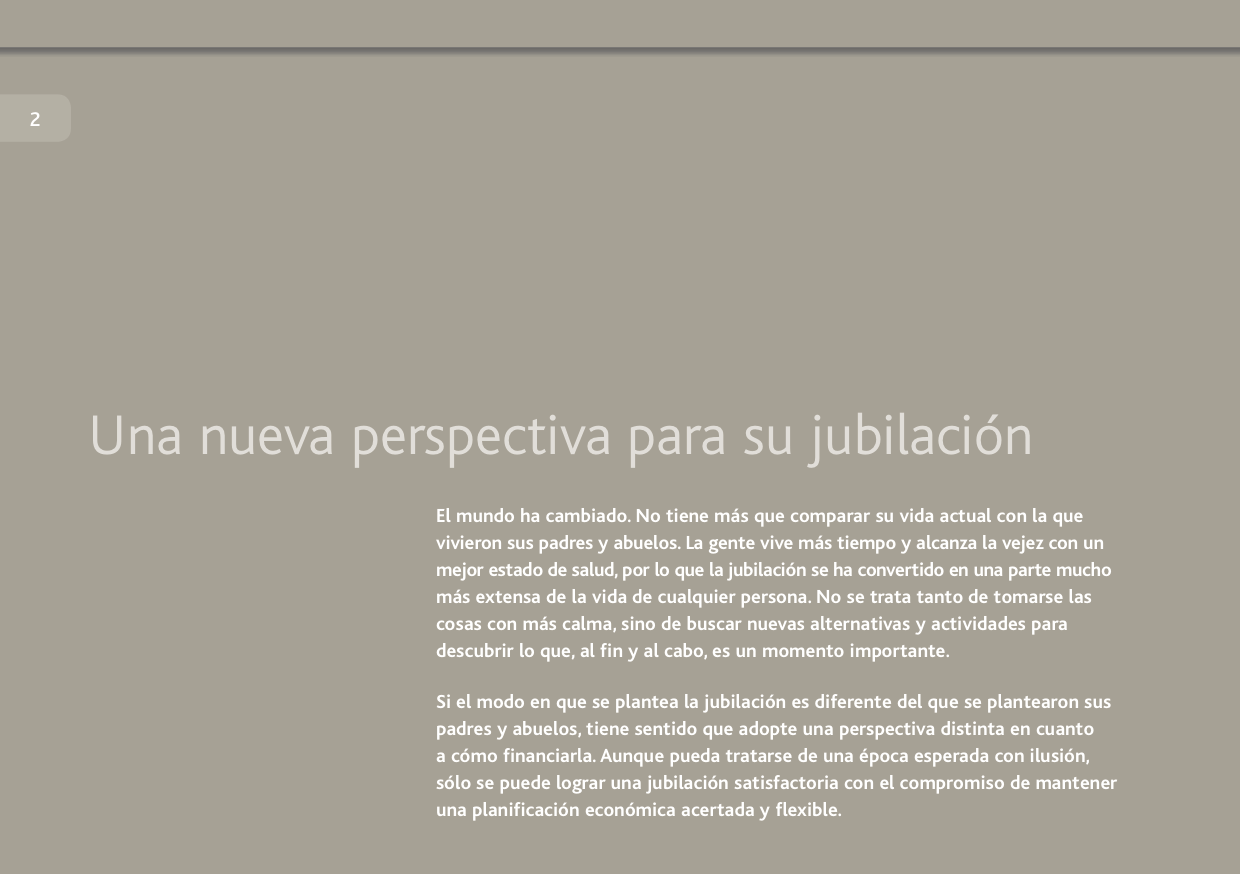 2
Una nueva perspectiva para su jubilación
El mundo ha cambiado. No tiene más que comparar su vida actual con la que
vivieron sus padres y abuelos. La gente vive más tiempo y alcanza la vejez con un
mejor estado de salud, por lo que la jubilación se ha convertido en una parte mucho
más extensa de la vida de cualquier persona. No se trata tanto de tomarse las
cosas con más calma, sino de buscar nuevas alternativas y actividades para
descubrir lo que, al fin y al cabo, es un momento importante.
Si el modo en que se plantea la jubilación es diferente del que se plantearon sus
padres y abuelos, tiene sentido que adopte una perspectiva distinta en cuanto
a cómo financiarla. Aunque pueda tratarse de una época esperada con ilusión,
sólo se puede lograr una jubilación satisfactoria con el compromiso de mantener
una planificación económica acertada y flexible.